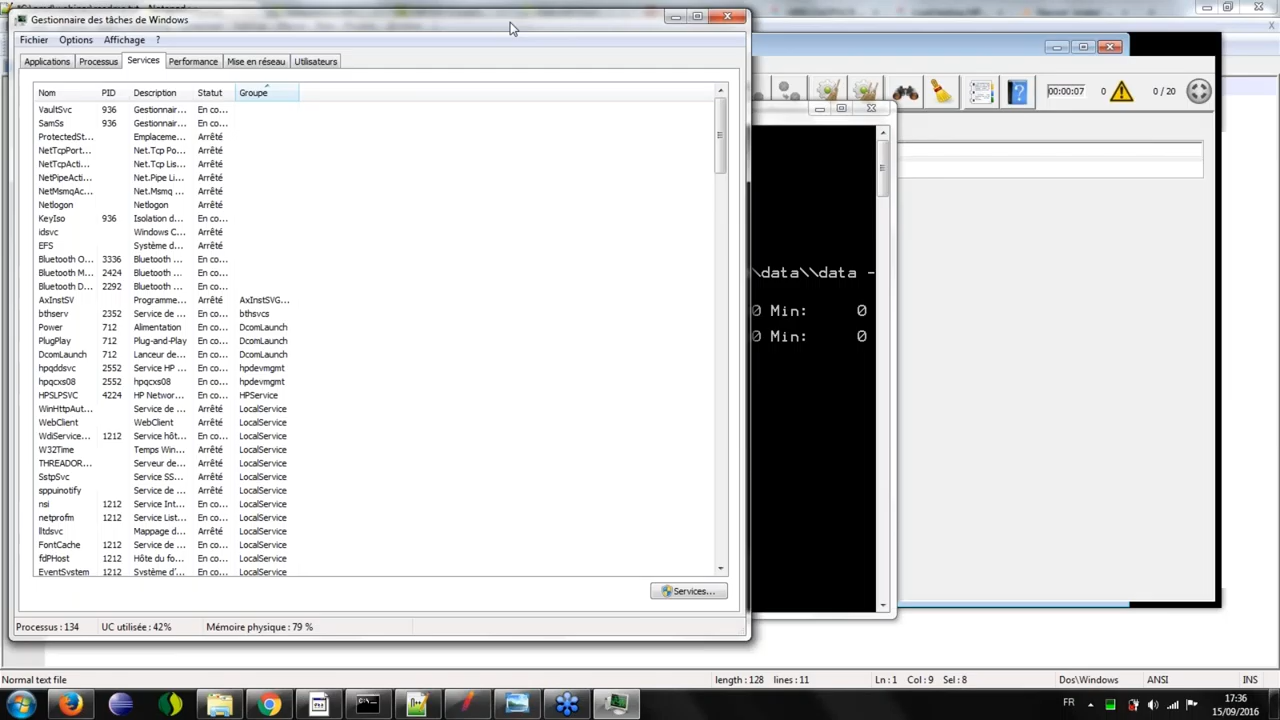 Gestionnaire des tâches de Windows
Fichier Options Affichage ?
Applications Processus Services Performance Mise en réseau Utilisateurs
Nom PID Description Statut Groupe
VaultSvc 936 Gestionnair... En co...
SamSs 936 Gestionnair... En co...
ProtectedSt... Emplaceme... Arrêté
NetTcpPort... Net.Tcp Po... Arrêté
NetTcpActi... Net.Tcp Lis... Arrêté
NetPipeActi... Net.Pipe Li... Arrêté
NetMsmqAc... Net.Msmq ... Arrêté
Netlogon Netlogon Arrêté
KeyIso 936 Isolation d... En co...
idsvc Windows C... Arrêté
EFS Système d... Arrêté
Bluetooth O... 3336 Bluetooth ... En co...
Bluetooth M... 2424 Bluetooth ... En co...
Bluetooth D... 2292 Bluetooth ... En co...
AxInstSV Programme... Arrêté AxInstSVG...
bthserv 2352 Service de ... En co... bthsvcs
Power 712 Alimentation En co... DcomLaunch
PlugPlay 712 Plug-and-Play En co... DcomLaunch
DcomLaunch 712 Lanceur de... En co... DcomLaunch
hpqddsvc 2552 Service HP ... En co... hpdevmgmt
hpqcxs08 2552 hpqcxs08 En co... hpdevmgmt
HPSLPSVC 4224 HP Networ... En co... HPService
WinHttpAut... Service de ... Arrêté LocalService
WebClient WebClient Arrêté LocalService
WdiService... 1212 Service hôt... En co... LocalService
W32Time Temps Win... Arrêté LocalService
THREADOR... Serveur de... Arrêté LocalService
SstpSvc Service SS... Arrêté LocalService
sppuinotify Service de ... Arrêté LocalService
nsi 1212 Service Int... En co... LocalService
netprofm 1212 Service List... En co... LocalService
lltdsvc Mappage d... Arrêté LocalService
FontCache 1212 Service de ... En co... LocalService
fdPHost 1212 Hôte du fo... En co... LocalService
EventSystem 1212 Système d'... En co... LocalService
Services...
Processus : 134 UC utilisée : 42% Mémoire physique : 79 %
00:00:07 0 0 / 20
\data\\data -
0 Min: 0
0 Min: 0
Normal text file length : 128 lines : 11 Ln : 1 Col : 9 Sel : 8 Dos\Windows ANSI INS
FR 17:36
15/09/2016